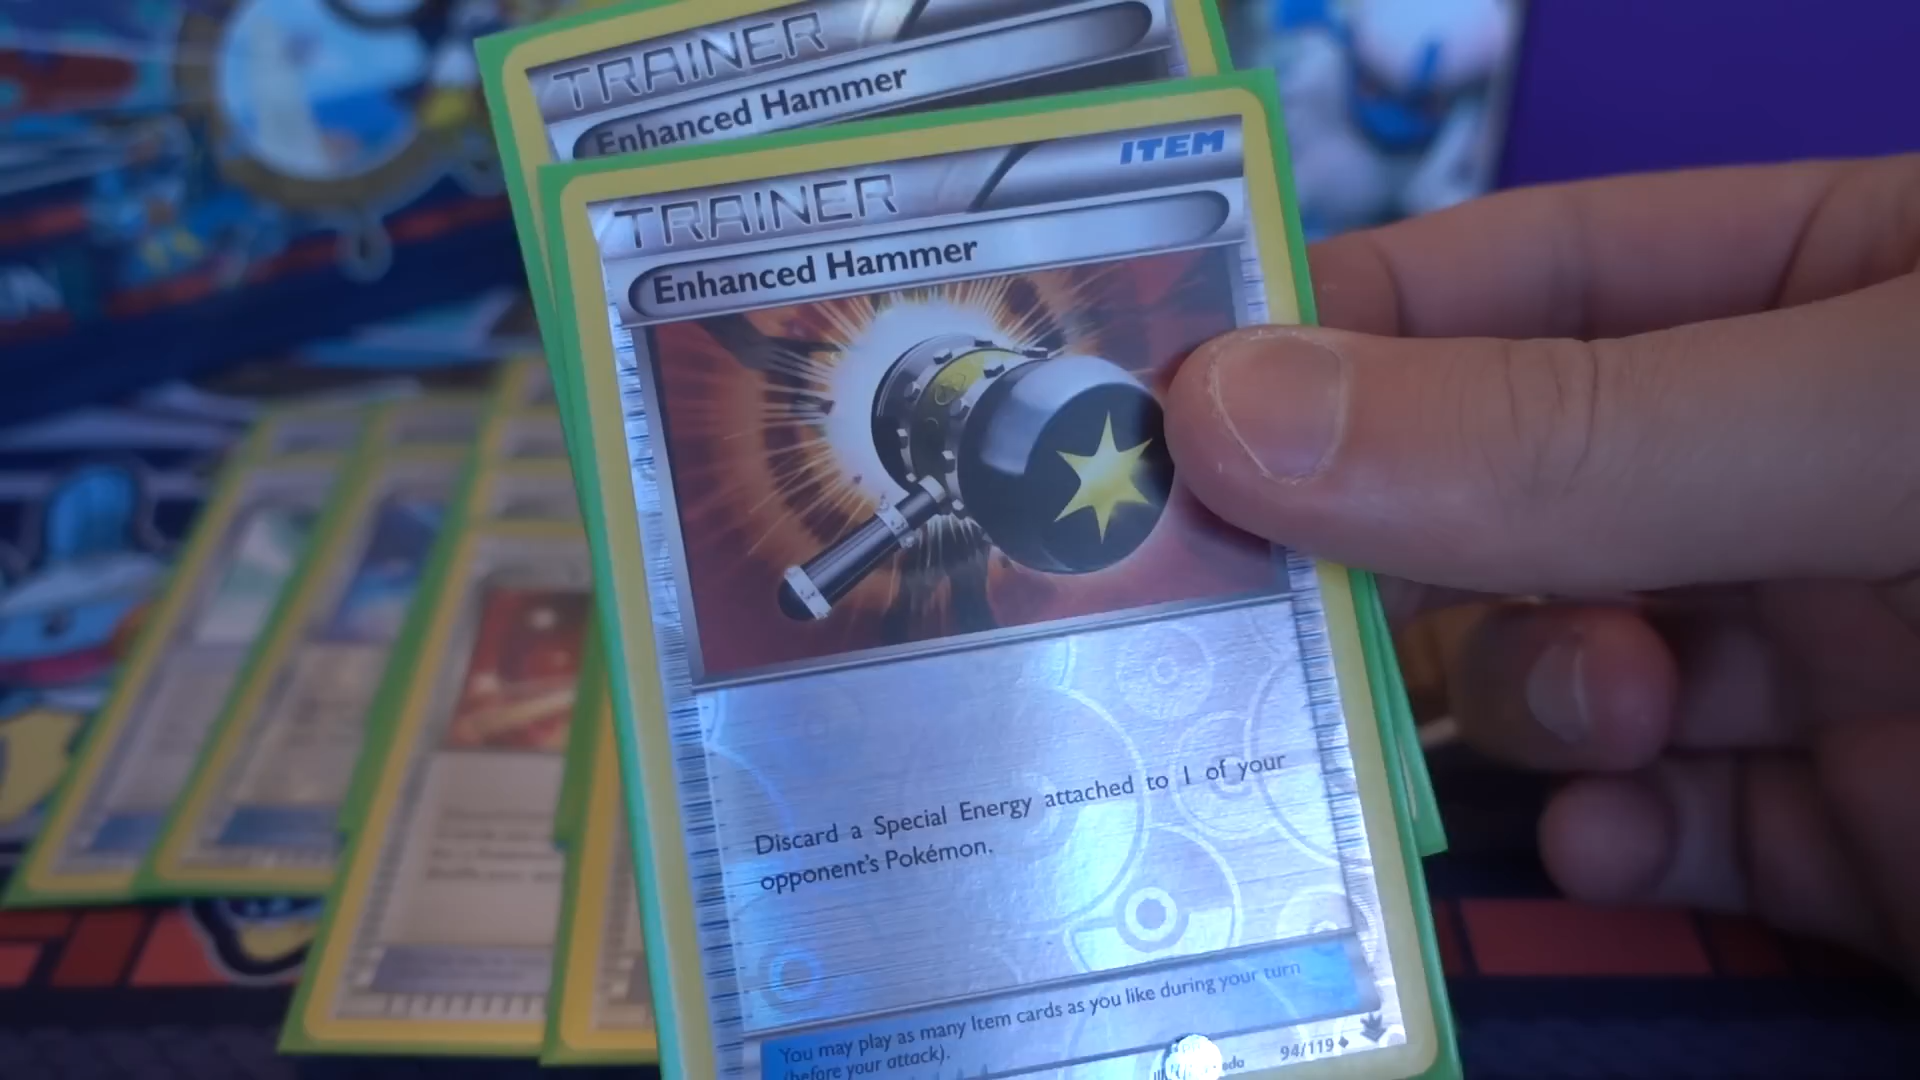 TRAINER
Enhanced Hammer
ITEM
TRAINER
Enhanced Hammer
Discard a Special Energy attached to 1 of your
opponent's Pokémon.
You may play as many Item cards as you like during your turn
(before your attack).
94/119